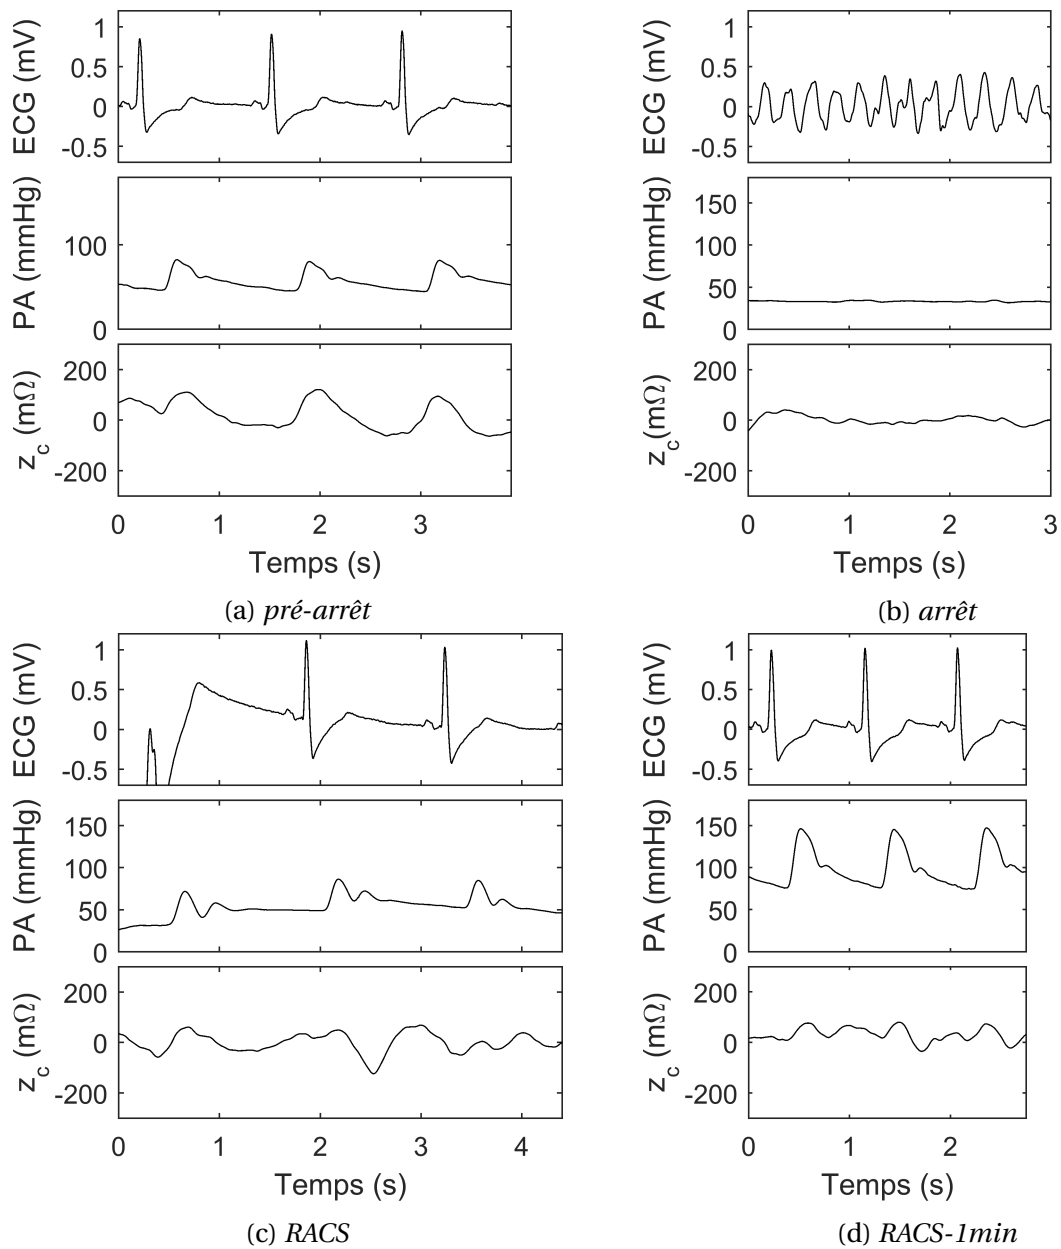 ECG (mV)
1
0.5
0
-0.5
PA (mmHg)
100
0
z_c (mΩ)
200
0
-200
0 1 2 3
Temps (s)
(a) pré-arrêt
ECG (mV)
1
0.5
0
-0.5
PA (mmHg)
150
100
50
0
z_c(mΩ)
200
0
-200
0 1 2 3
Temps (s)
(b) arrêt
ECG (mV)
1
0.5
0
-0.5
PA (mmHg)
150
100
50
0
z_c (mΩ)
200
0
-200
0 1 2 3 4
Temps (s)
(c) RACS
ECG (mV)
1
0.5
0
-0.5
PA (mmHg)
150
100
50
0
z_c (mΩ)
200
0
-200
0 1 2
Temps (s)
(d) RACS-1min